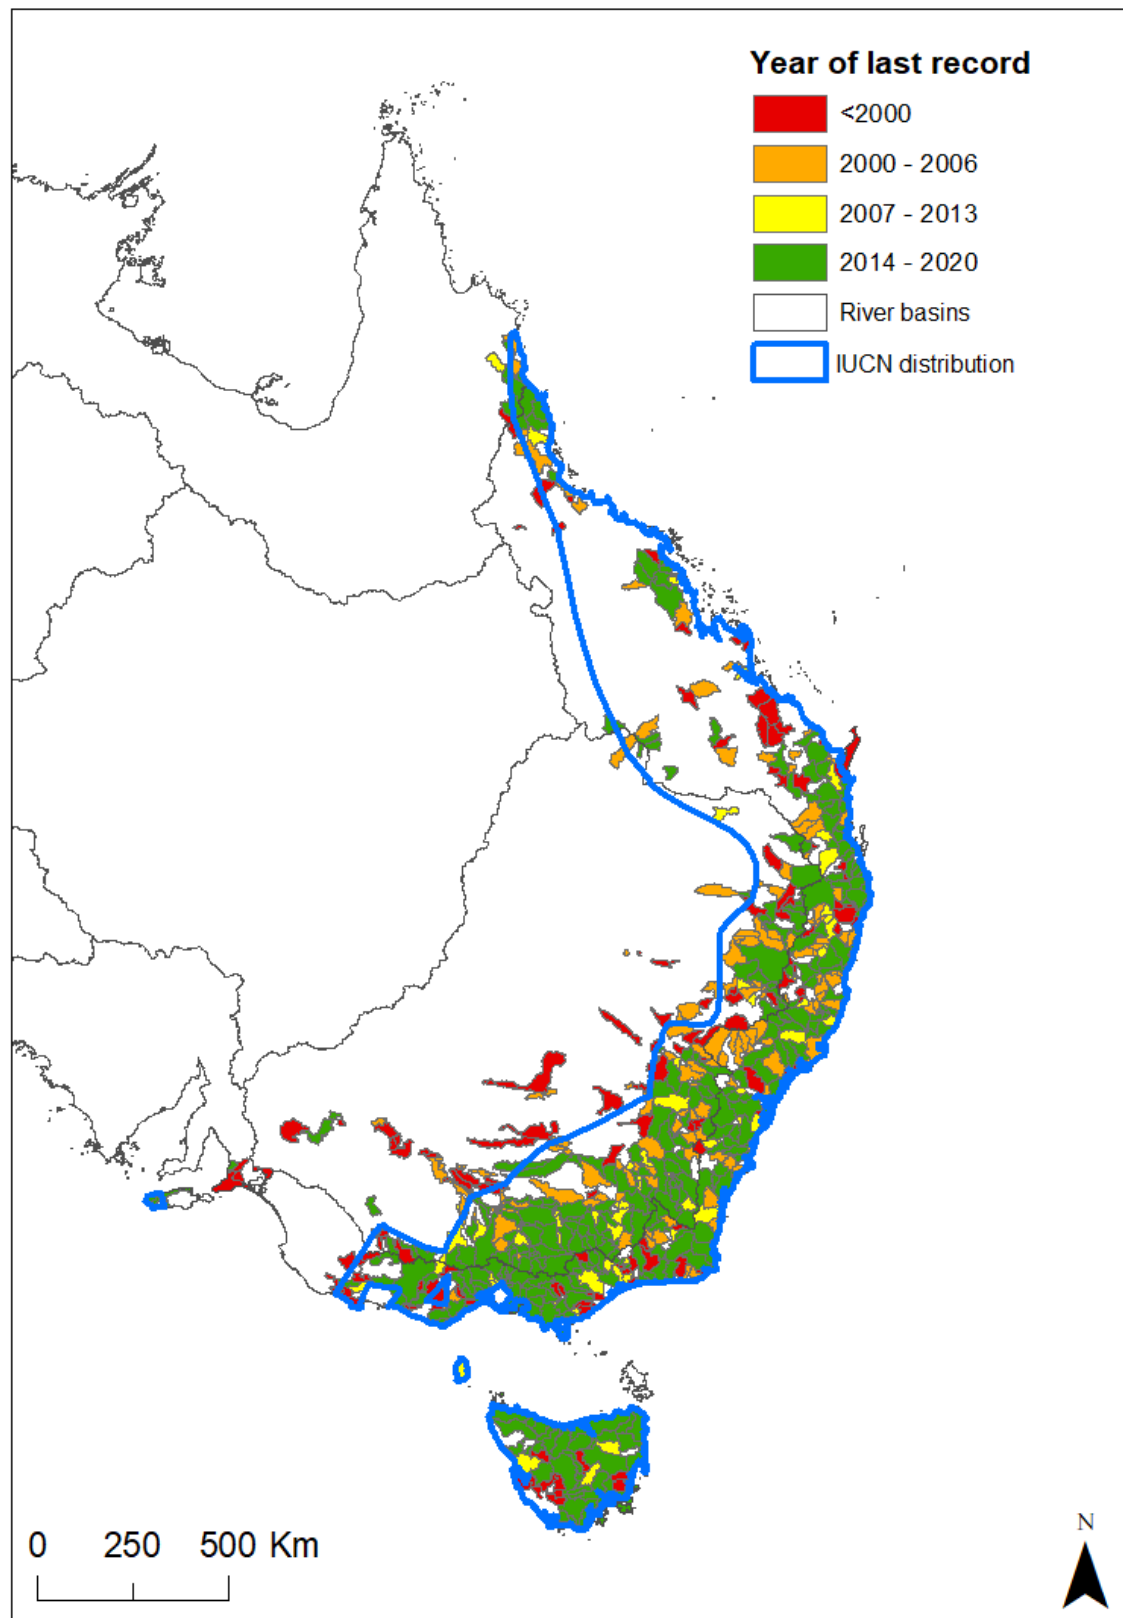 Year of last record
<2000
2000 - 2006
2007 - 2013
2014 - 2020
River basins
IUCN distribution
0 250 500 Km
N